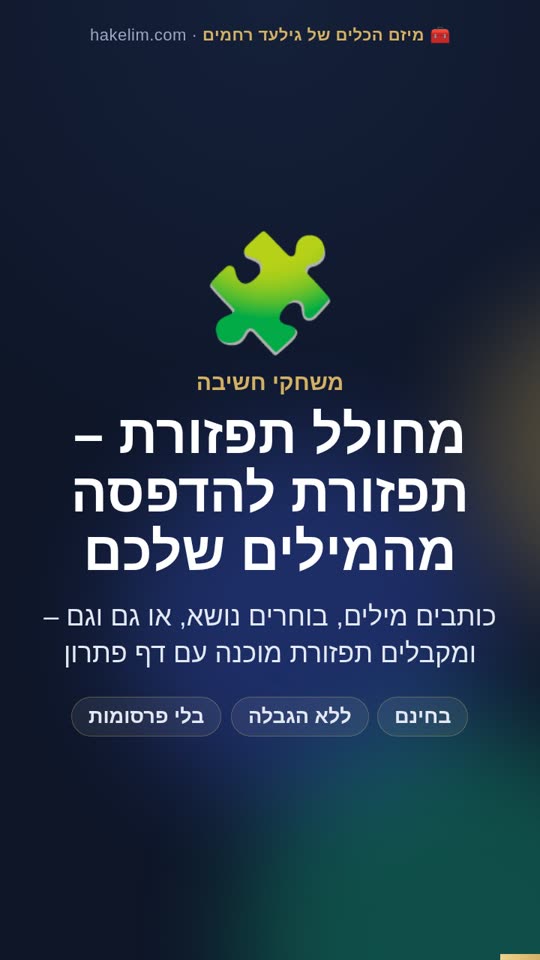 🧰 מיזם הכלים של גילעד רחמים · hakelim.com
משחקי חשיבה
מחולל תפזורת –
תפזורת להדפסה
מהמילים שלכם
כותבים מילים, בוחרים נושא, או גם וגם –
ומקבלים תפזורת מוכנה עם דף פתרון
בחינם
ללא הגבלה
בלי פרסומות